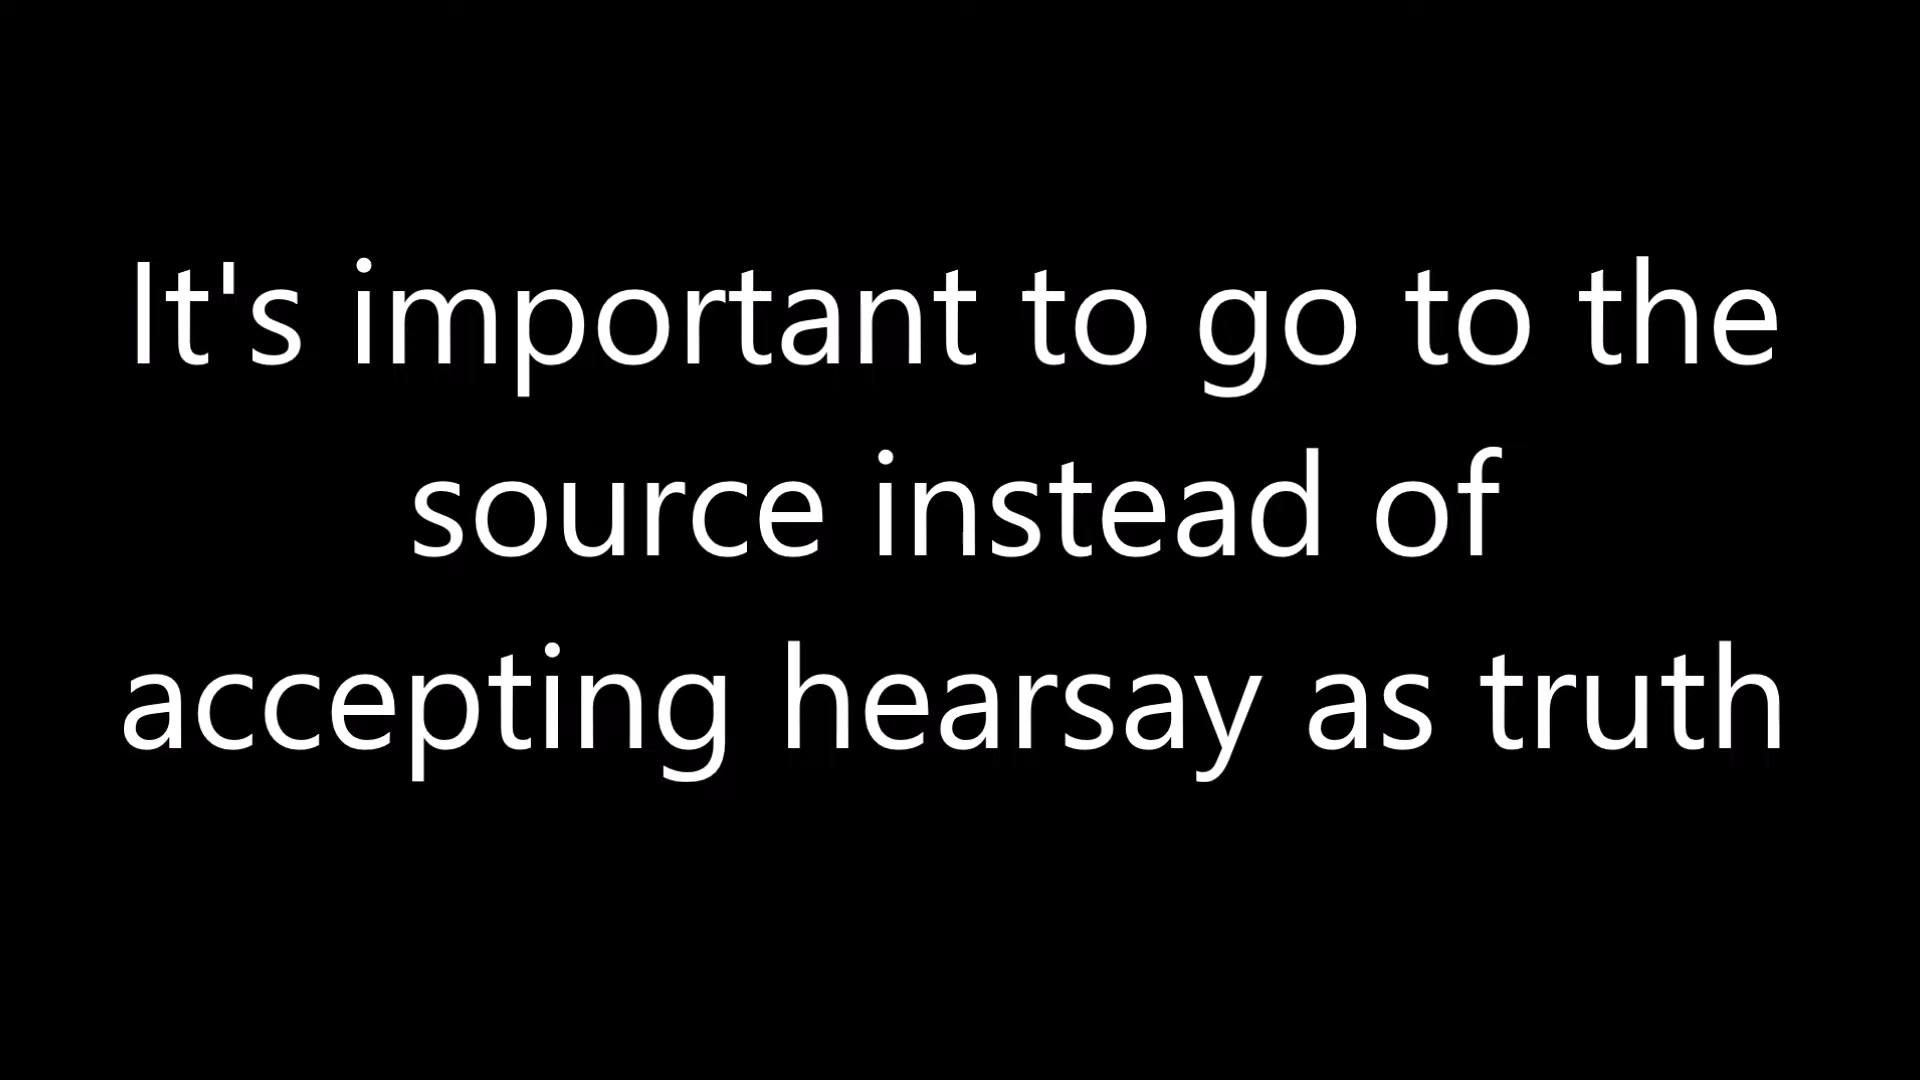 It's important to go to the
source instead of
accepting hearsay as truth